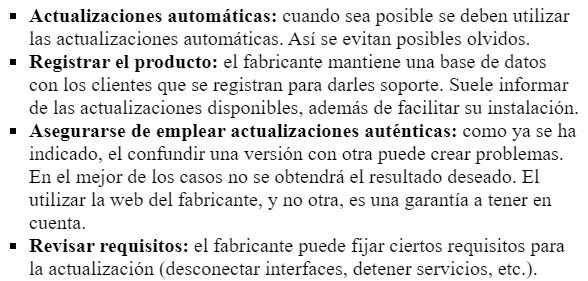 ▪ Actualizaciones automáticas: cuando sea posible se deben utilizar
las actualizaciones automáticas. Así se evitan posibles olvidos.
▪ Registrar el producto: el fabricante mantiene una base de datos
con los clientes que se registran para darles soporte. Suele informar
de las actualizaciones disponibles, además de facilitar su instalación.
▪ Asegurarse de emplear actualizaciones auténticas: como ya se ha
indicado, el confundir una versión con otra puede crear problemas.
En el mejor de los casos no se obtendrá el resultado deseado. El
utilizar la web del fabricante, y no otra, es una garantía a tener en
cuenta.
▪ Revisar requisitos: el fabricante puede fijar ciertos requisitos para
la actualización (desconectar interfaces, detener servicios, etc.).